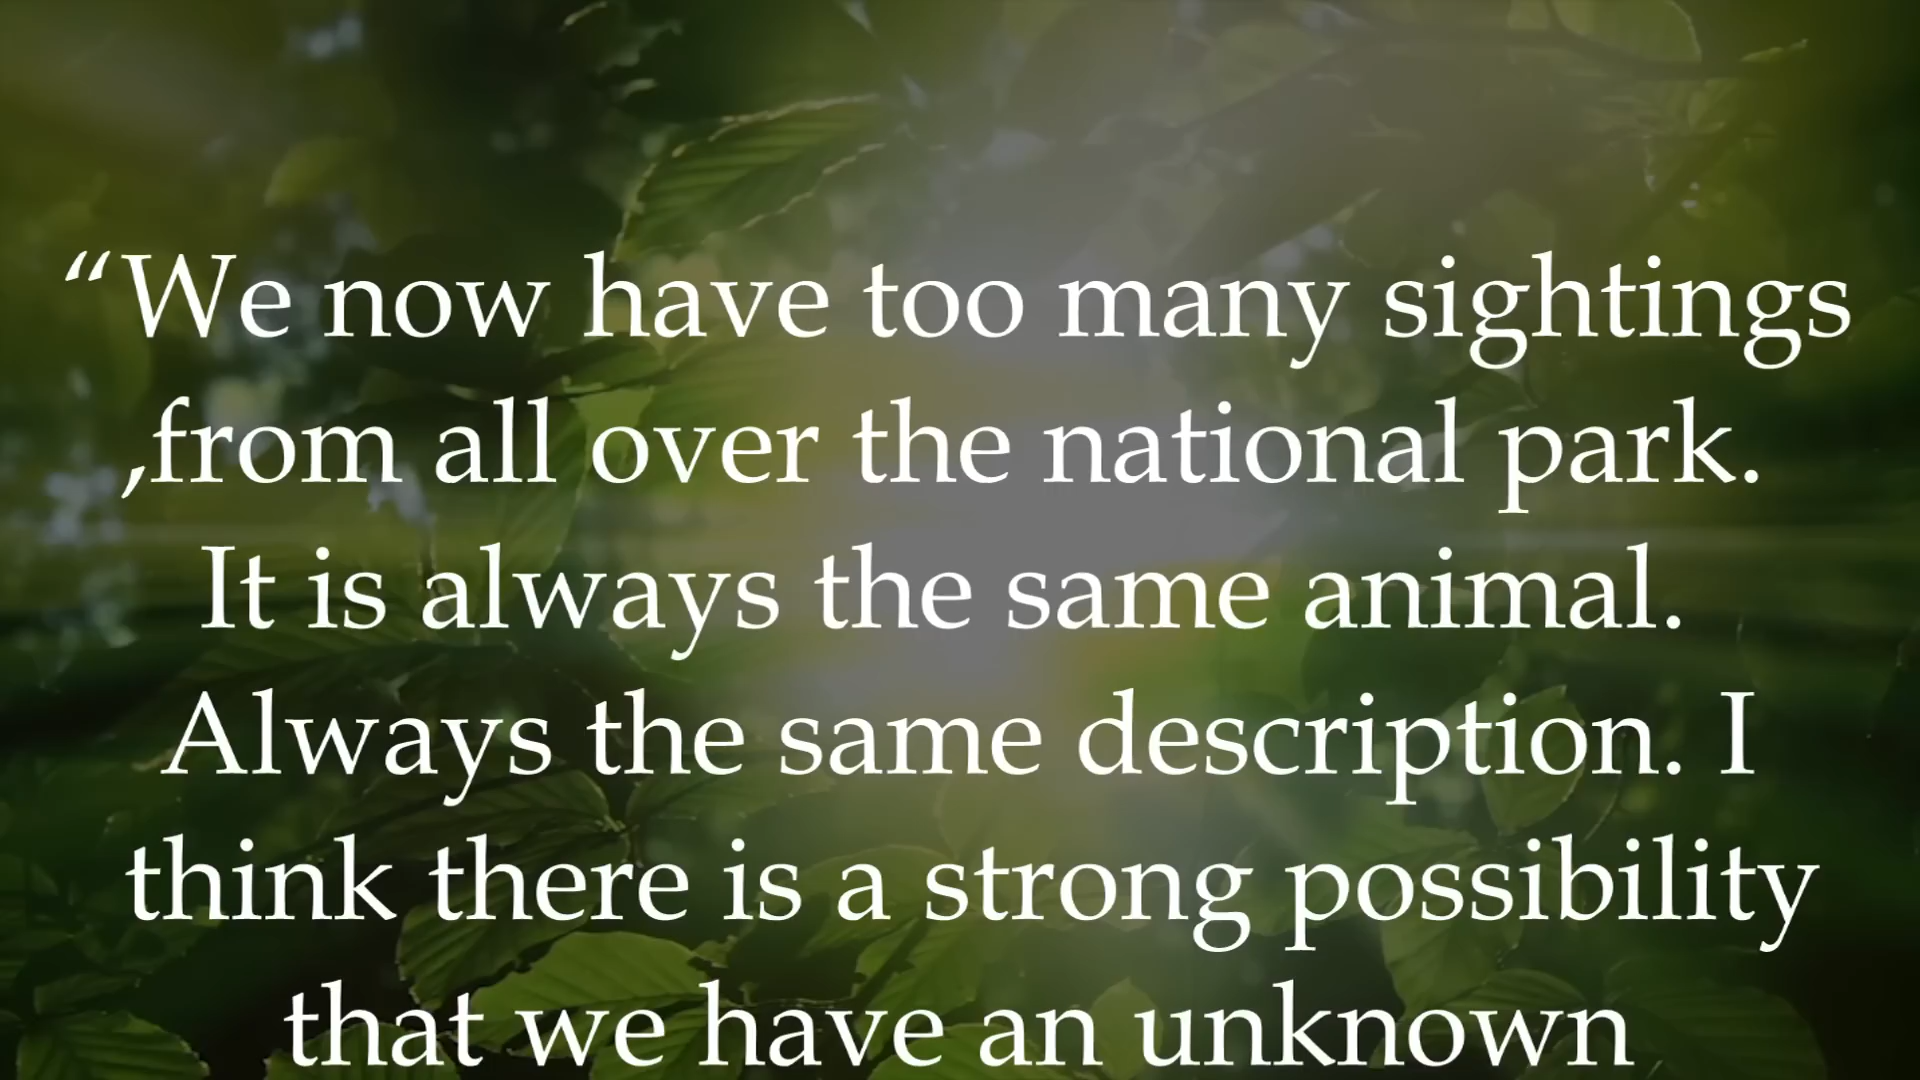 “We now have too many sightings
,from all over the national park.
It is always the same animal.
Always the same description. I
think there is a strong possibility
that we have an unknown